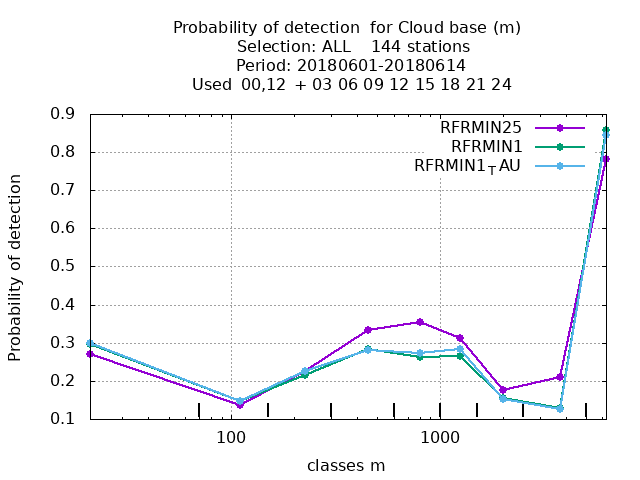 Probability of detection  for Cloud base (m)
Selection: ALL    144 stations
Period: 20180601-20180614
Used  00,12  + 03 06 09 12 15 18 21 24
RFRMIN25
RFRMIN1
RFRMIN1TAU
0.9
0.8
0.7
0.6
0.5
0.4
0.3
0.2
0.1
Probability of detection
100
1000
classes m